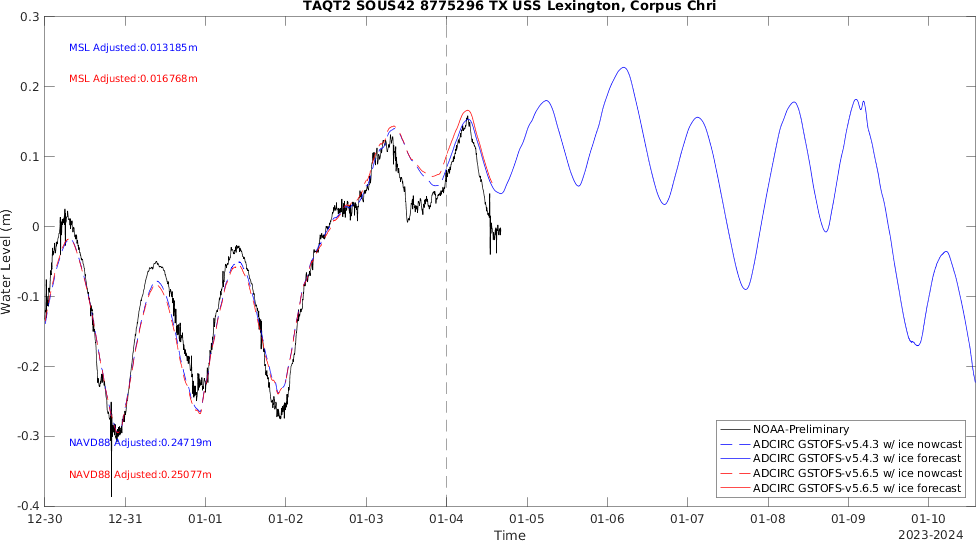 TAQT2 SOUS42 8775296 TX USS Lexington, Corpus Chri
0.3
MSL Adjusted:0.013185m
MSL Adjusted:0.016768m
0.2
0.1
0
-0.1
-0.2
-0.3
-0.4
Water Level (m)
NAVD88 Adjusted:0.24719m
NAVD88 Adjusted:0.25077m
NOAA-Preliminary
ADCIRC GSTOFS-v5.4.3 w/ ice nowcast
ADCIRC GSTOFS-v5.4.3 w/ ice forecast
ADCIRC GSTOFS-v5.6.5 w/ ice nowcast
ADCIRC GSTOFS-v5.6.5 w/ ice forecast
12-30 12-31 01-01 01-02 01-03 01-04 01-05 01-06 01-07 01-08 01-09 01-10
Time
2023-2024